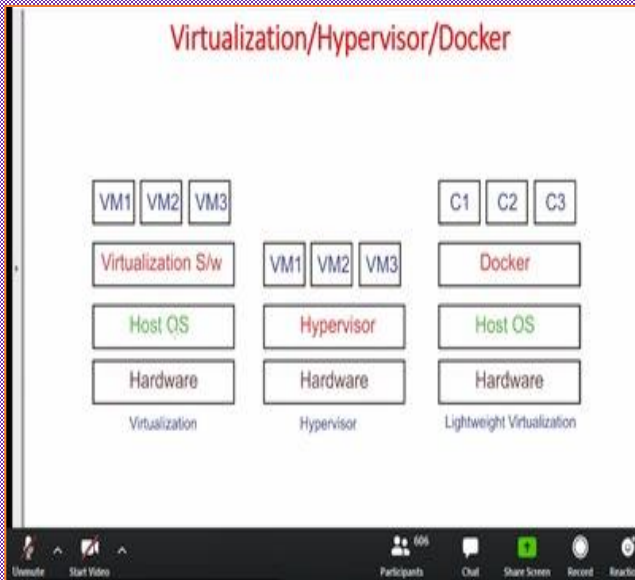 Virtualization/Hypervisor/Docker
VM1 VM2 VM3
C1 C2 C3
Virtualization S/w
VM1 VM2 VM3
Docker
Host OS
Hypervisor
Host OS
Hardware
Hardware
Hardware
Virtualization
Hypervisor
Lightweight Virtualization
606
Unmute
Start Video
Participants
Chat
Share Screen
Record